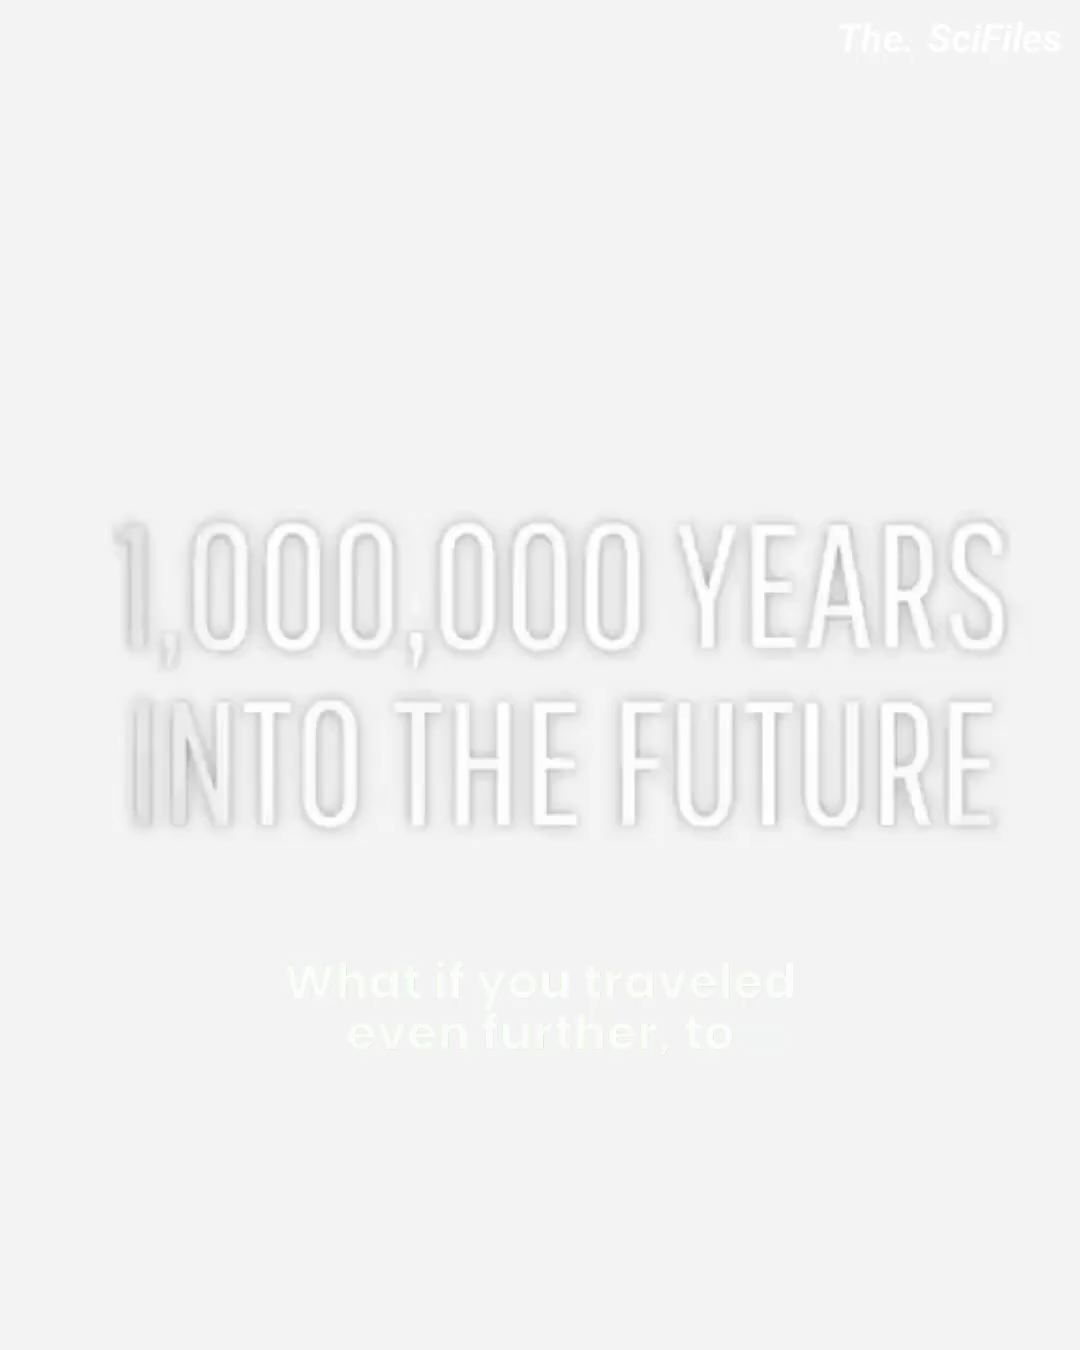 The. SciFiles
1,000,000 YEARS
INTO THE FUTURE
What if you traveled
even further, to